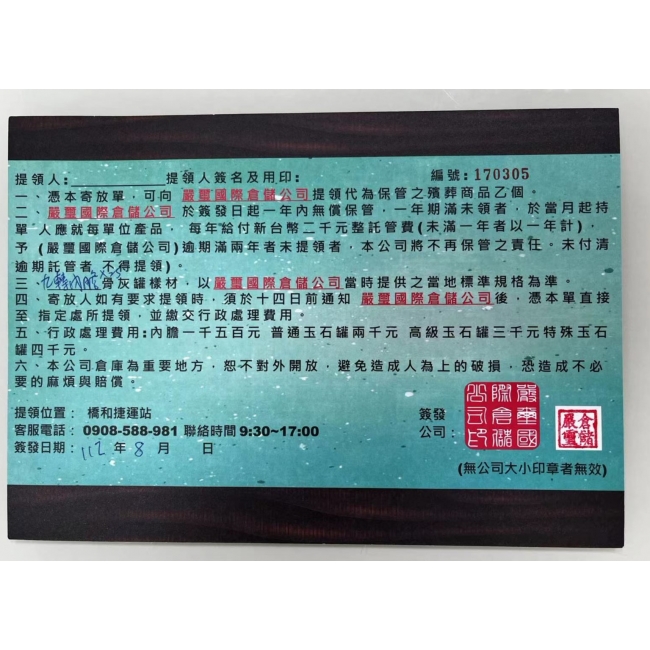 提領人:__________提領人簽名及用印: 編號:170305
一、憑本寄放單，可向 嚴璽國際倉儲公司提領代為保管之殯葬商品乙個。
二、嚴璽國際倉儲公司 於簽發日起一年內無償保管，一年期滿未領者，於當月起持
單人應就每單位產品，每年給付新台幣二千元整託管費(未滿一年者以一年計)，
予(嚴璽國際倉儲公司)逾期滿兩年者未提領者，本公司將不再保管之責任。未付清
逾期託管者 不得提領)。
三 九轉內膽 骨灰罐樣材，以嚴璽國際倉儲公司當時提供之當地標準規格為準。
四、寄放人如有要求提領時，須於十四日前通知 嚴璽國際倉儲公司後，憑本單直接
至指定處所提領，並繳交行政處理費用。
五、行政處理費用:內膽一千五百元 普通玉石罐兩千元 高級玉石罐三千元特殊玉石
罐四千元。
六、本公司倉庫為重要地方，恕不對外開放，避免造成人為上的破損，恐造成不必
要的麻煩與賠償。
提領位置： 橋和捷運站
客服電話： 0908-588-981 聯絡時間 9:30~17:00
簽發日期：112 年 8 月 日
簽發
公司：
嚴璽國際倉儲公司印
倉儲嚴璽
(無公司大小印章者無效)